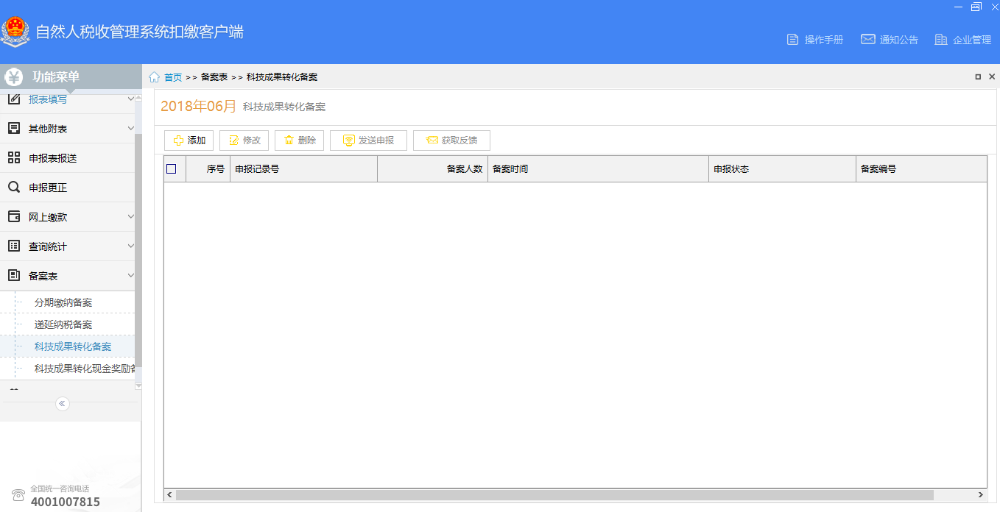 自然人税收管理系统扣缴客户端
操作手册 通知公告 企业管理
功能菜单
首页 >> 备案表 >> 科技成果转化备案
报表填写
其他附表
申报表报送
申报更正
网上缴款
查询统计
备案表
分期缴纳备案
递延纳税备案
科技成果转化备案
科技成果转化现金奖励备
2018年06月 科技成果转化备案
添加 修改 删除 发送申报 获取反馈
序号 申报记录号 备案人数 备案时间 申报状态 备案编号
全国统一咨询电话
4001007815